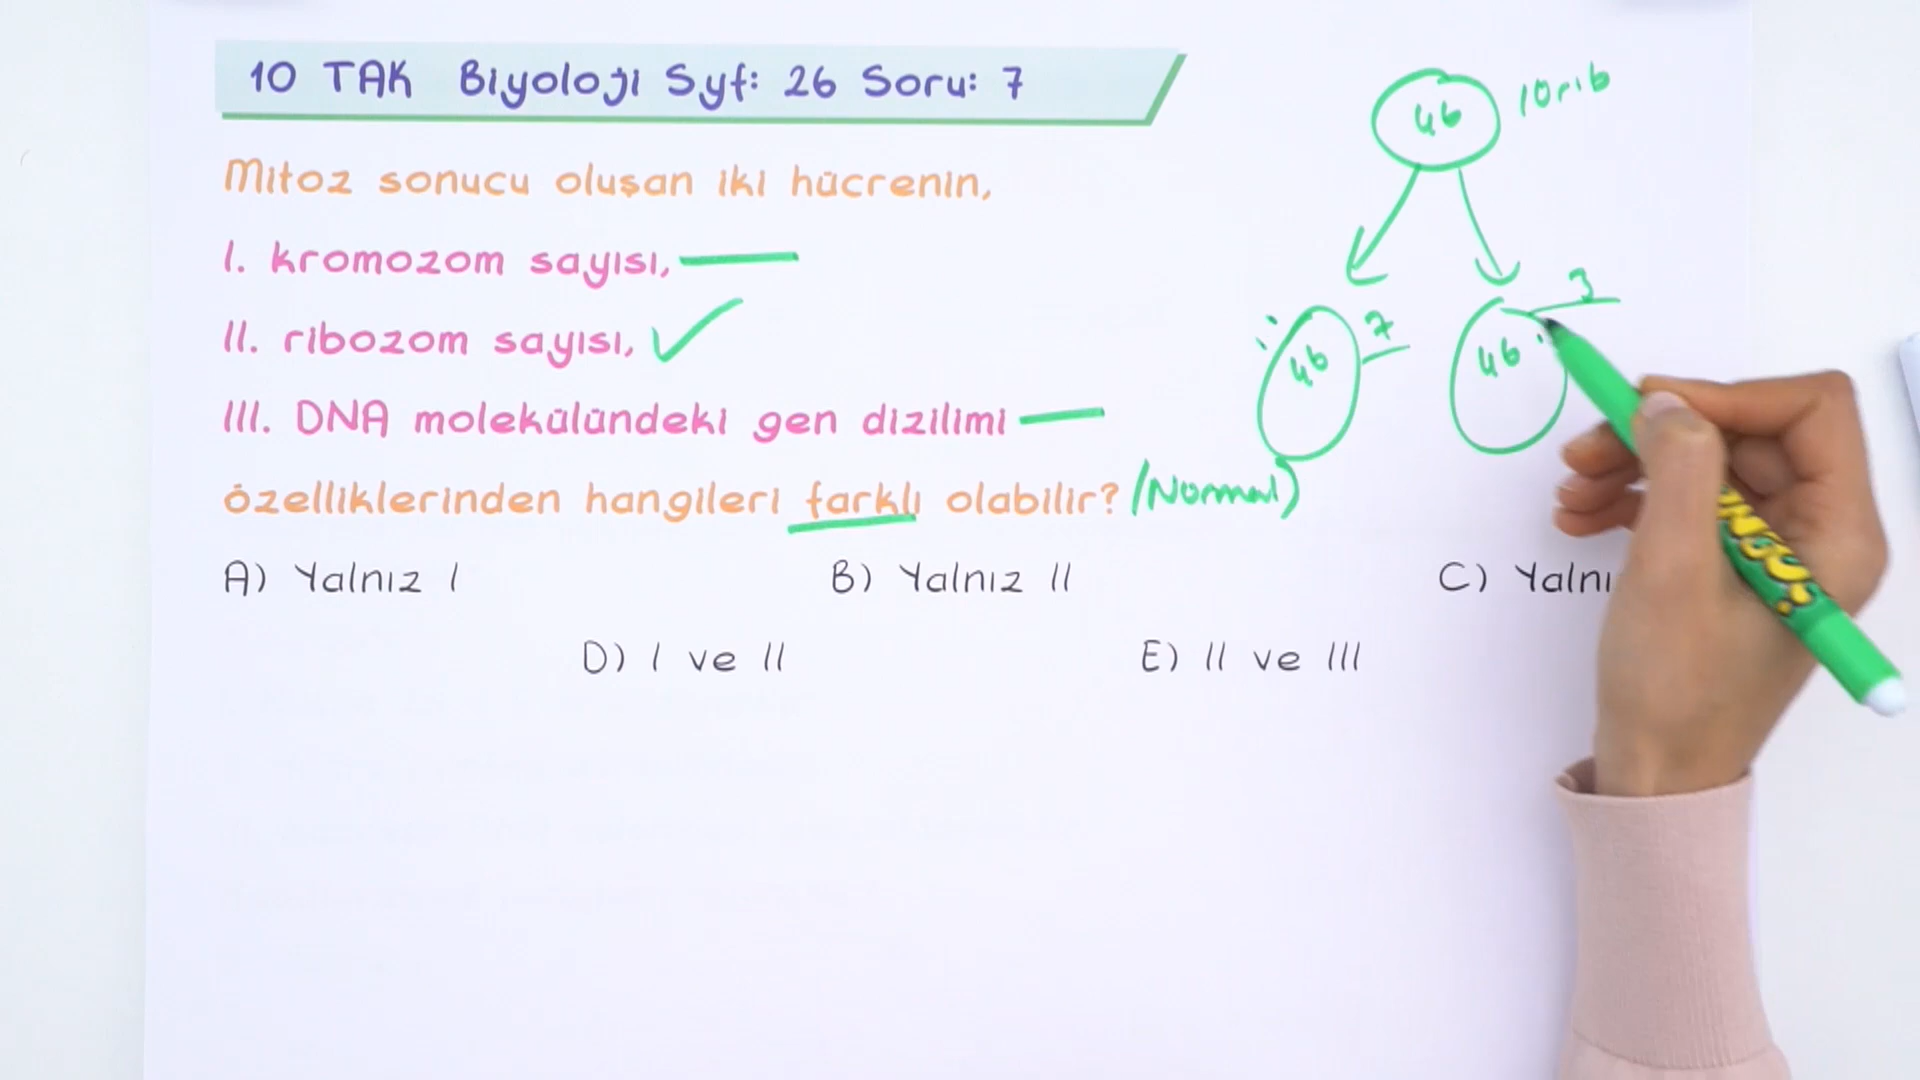 10 TAK Biyoloji Syf: 26 Soru: 7
46 10 rib
Mitoz sonucu oluşan iki hücrenin,
I. kromozom sayısı,
II. ribozom sayısı,
46 7
46 3
III. DNA molekülündeki gen dizilimi
özelliklerinden hangileri farklı olabilir? (Normal)
A) Yalnız I B) Yalnız II C) Yalnı
D) I ve II E) II ve III